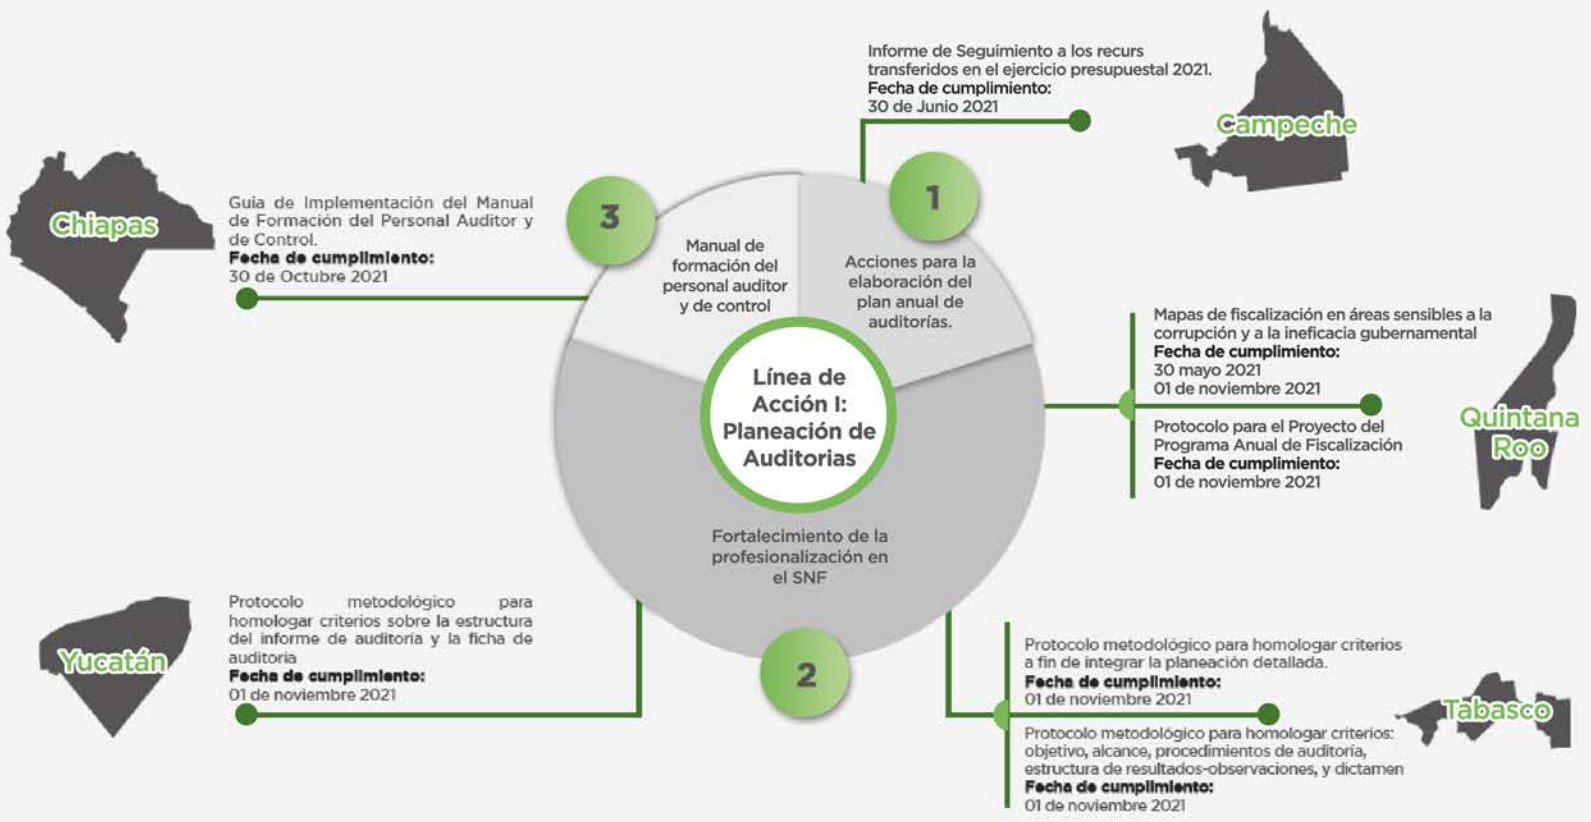 Informe de Seguimiento a los recurs
transferidos en el ejercicio presupuestal 2021.
Fecha de cumplimiento:
30 de Junio 2021
Campeche
Chiapas
Guia de Implementación del Manual
de Formación del Personal Auditor y
de Control.
Fecha de cumplimiento:
30 de Octubre 2021
3
Manual de
formación del
personal auditor
y de control
1
Acciones para la
elaboración del
plan anual de
auditorías.
Línea de
Acción I:
Planeación de
Auditorias
Mapas de fiscalización en áreas sensibles a la
corrupción y a la ineficacia gubernamental
Fecha de cumplimiento:
30 mayo 2021
01 de noviembre 2021
Protocolo para el Proyecto del
Programa Anual de Fiscalización
Fecha de cumplimiento:
01 de noviembre 2021
Quintana
Roo
Fortalecimiento de la
profesionalización en
el SNF
2
Yucatán
Protocolo metodológico para
homologar criterios sobre la estructura
del informe de auditoría y la ficha de
auditoria
Fecha de cumplimiento:
01 de noviembre 2021
Protocolo metodológico para homologar criterios
a fin de integrar la planeación detallada.
Fecha de cumplimiento:
01 de noviembre 2021
Protocolo metodológico para homologar criterios:
objetivo, alcance, procedimientos de auditoría,
estructura de resultados-observaciones, y dictamen
Fecha de cumplimiento:
01 de noviembre 2021
Tabasco